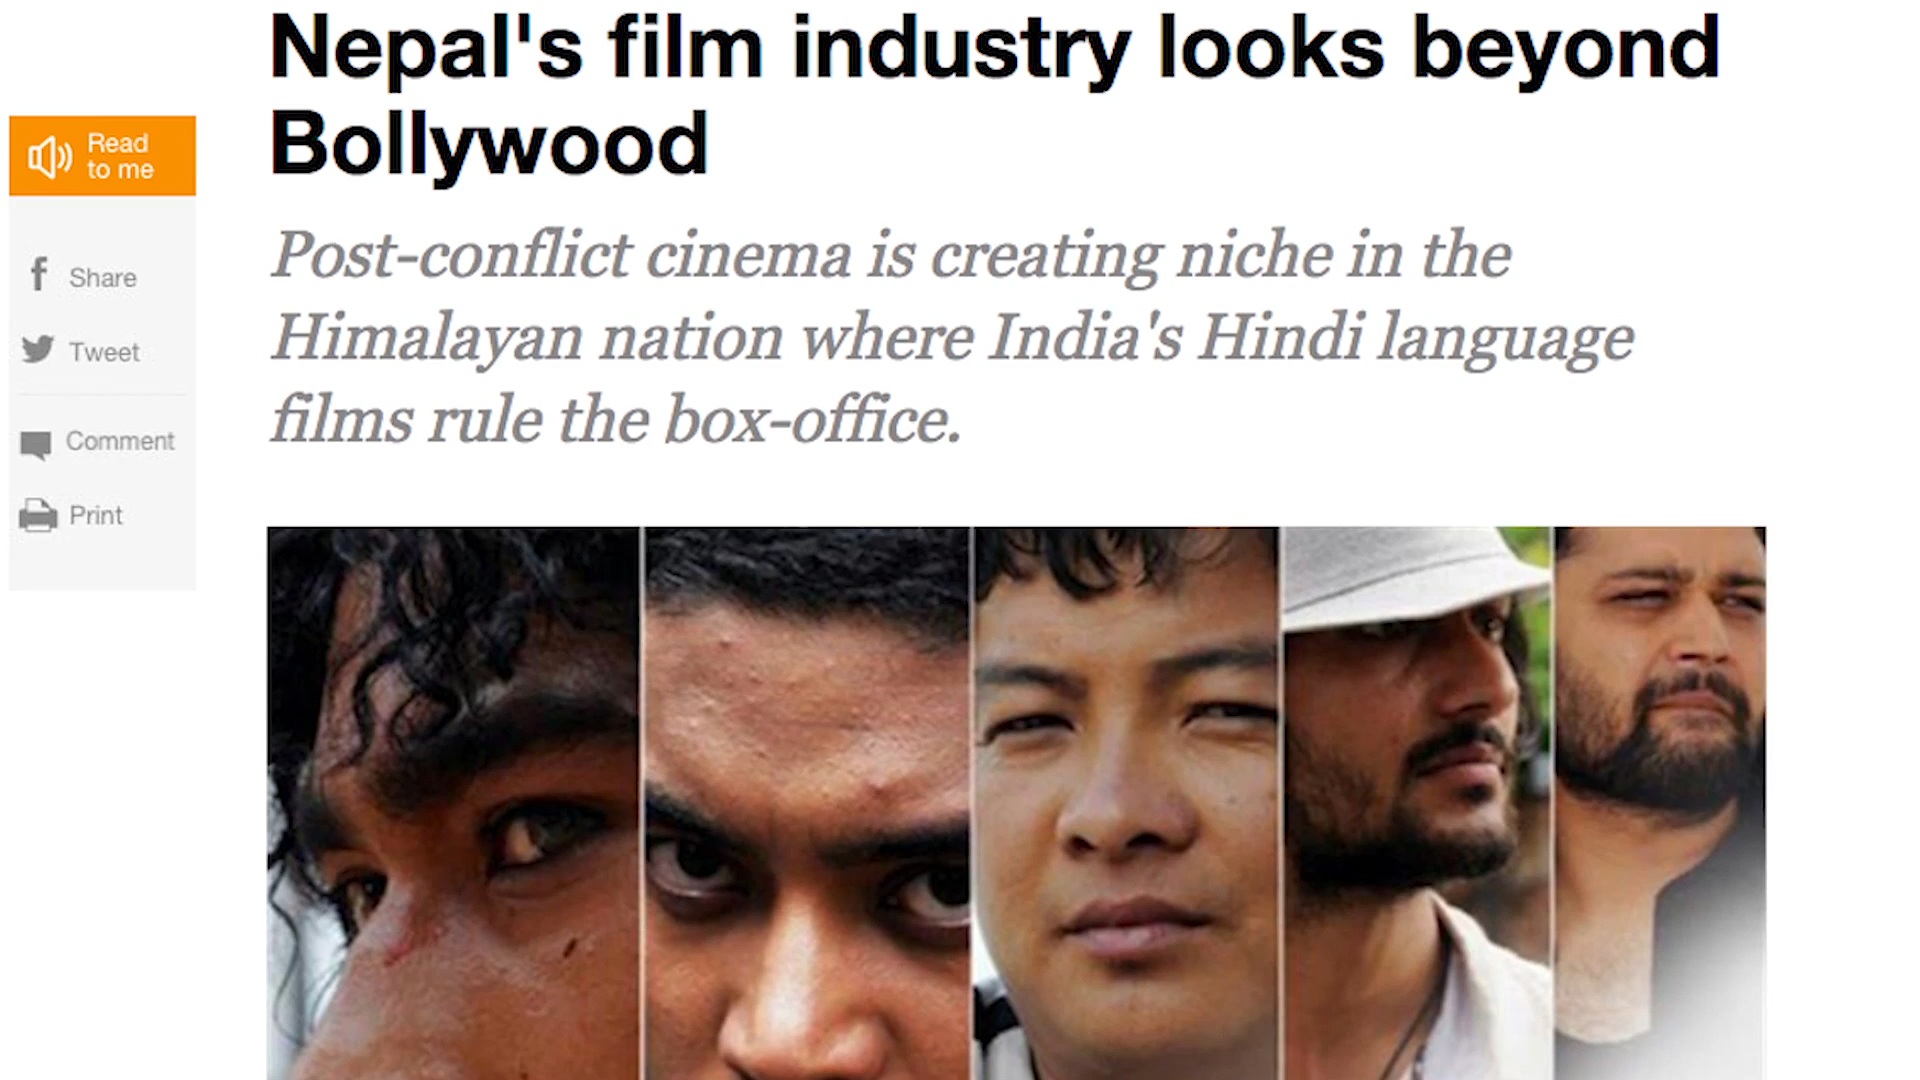 Nepal's film industry looks beyond
Bollywood
Post-conflict cinema is creating niche in the
Himalayan nation where India's Hindi language
films rule the box-office.
Read
to me
Share
Tweet
Comment
Print